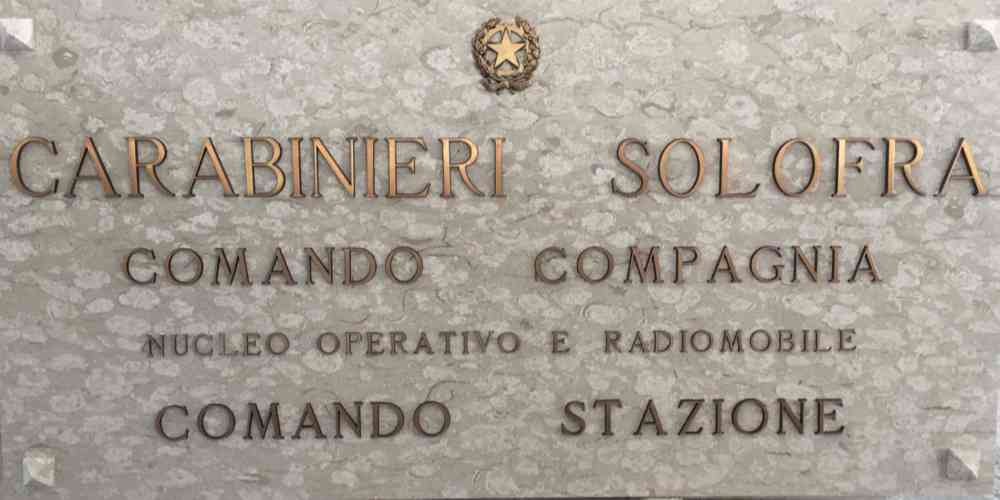 CARABINIERI SOLOFRA
COMANDO COMPAGNIA
NUCLEO OPERATIVO E RADIOMOBILE
COMANDO STAZIONE